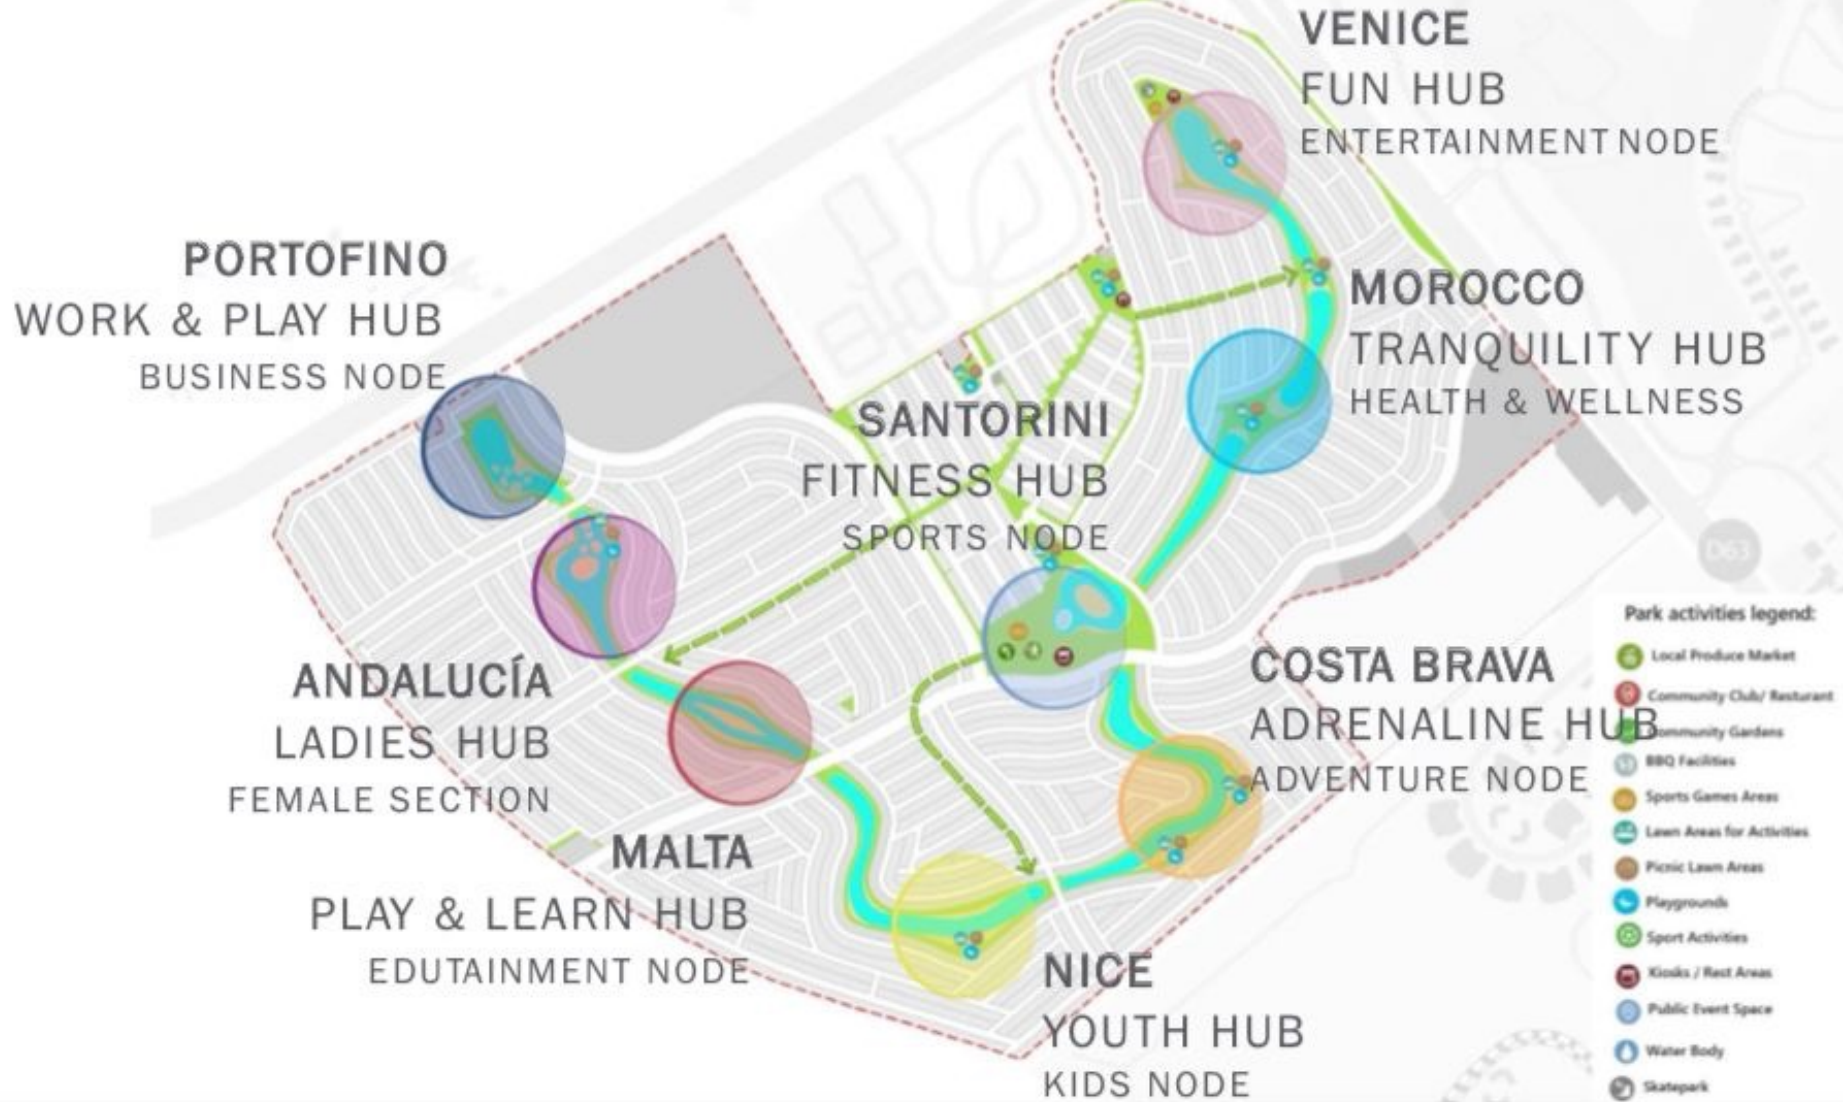 VENICE
FUN HUB
ENTERTAINMENT NODE
PORTOFINO
WORK & PLAY HUB
BUSINESS NODE
MOROCCO
TRANQUILITY HUB
HEALTH & WELLNESS
SANTORINI
FITNESS HUB
SPORTS NODE
D63
ANDALUCÍA
LADIES HUB
FEMALE SECTION
COSTA BRAVA
ADRENALINE HUB
ADVENTURE NODE
MALTA
PLAY & LEARN HUB
EDUTAINMENT NODE
NICE
YOUTH HUB
KIDS NODE
Park activities legend:
Local Produce Market
Community Club/ Resturant
Community Gardens
BBQ Facilities
Sports Games Areas
Lawn Areas for Activities
Picnic Lawn Areas
Playgrounds
Sport Activities
Kiosks / Rest Areas
Public Event Space
Water Body
Skatepark